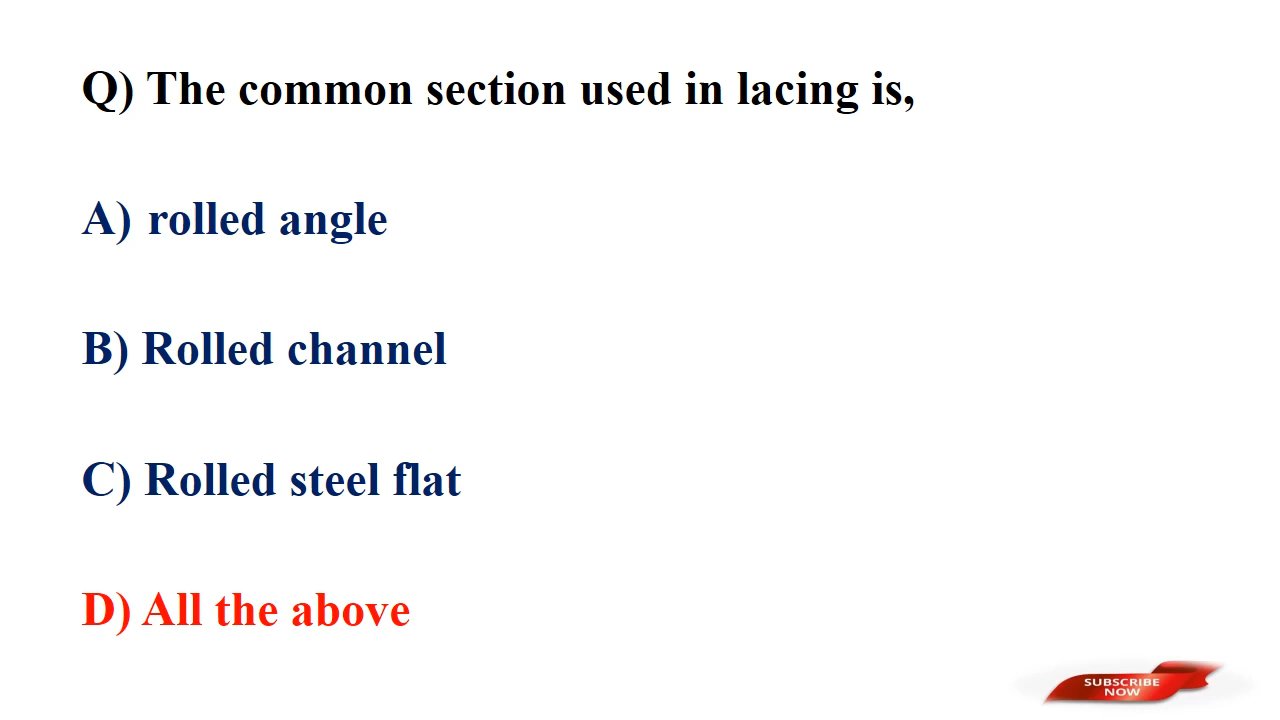 Q) The common section used in lacing is,
A) rolled angle
B) Rolled channel
C) Rolled steel flat
D) All the above
SUBSCRIBE
NOW